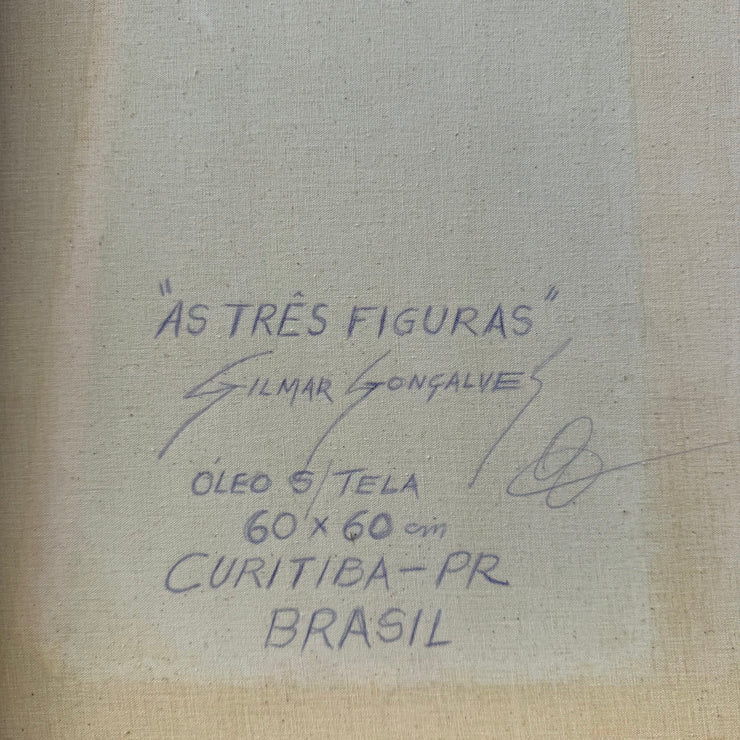 "AS TRÊS FIGURAS"
GILMAR GONÇALVES
ÓLEO S/TELA
60 x 60 cm
CURITIBA-PR
BRASIL